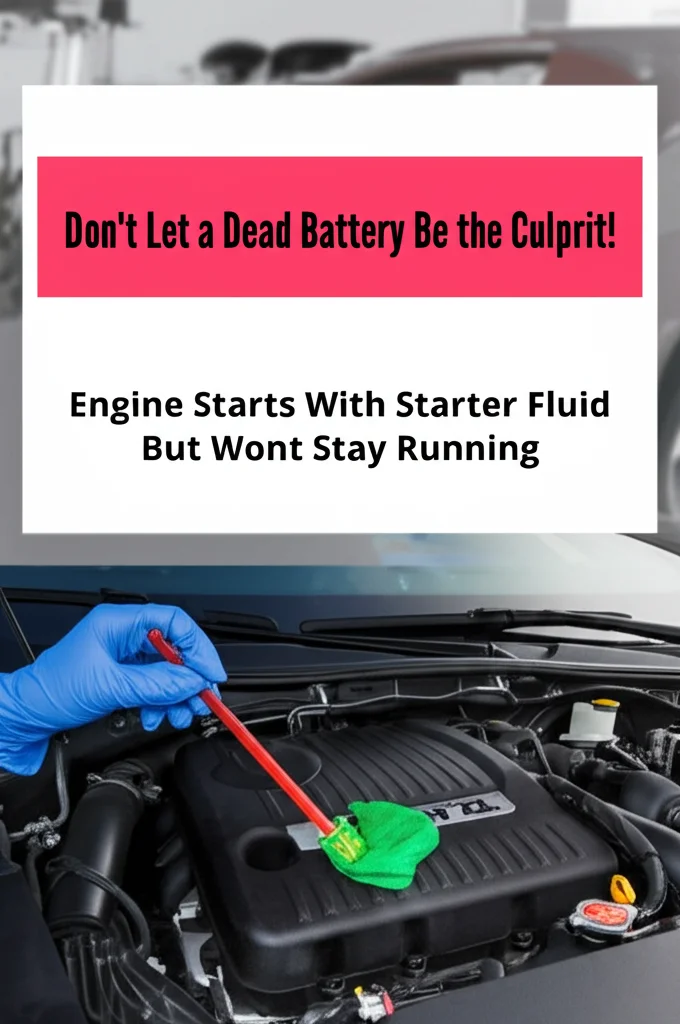 Don't Let a Dead Battery Be the Culprit!
Engine Starts With Starter Fluid
But Wont Stay Running